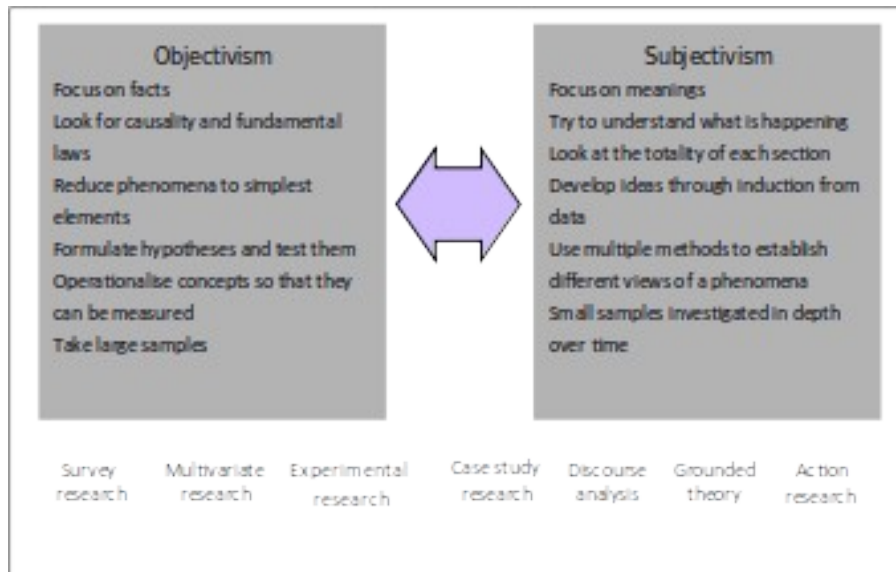 Objectivism
Focus on facts
Look for causality and fundamental
laws
Reduce phenomena to simplest
elements
Formulate hypotheses and test them
Operationalise concepts so that they
can be measured
Take large samples
Subjectivism
Focus on meanings
Try to understand what is happening
Look at the totality of each section
Develop ideas through induction from
data
Use multiple methods to establish
different views of a phenomena
Small samples investigated in depth
over time
Survey
research
Multivariate
research
Experimental
research
Case study
research
Discourse
analysis
Grounded
theory
Action
research